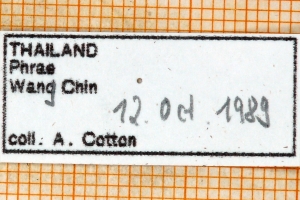 THAILAND
Phrae
Wang Chin
12. Oct. 1989
coll. A. Cotton